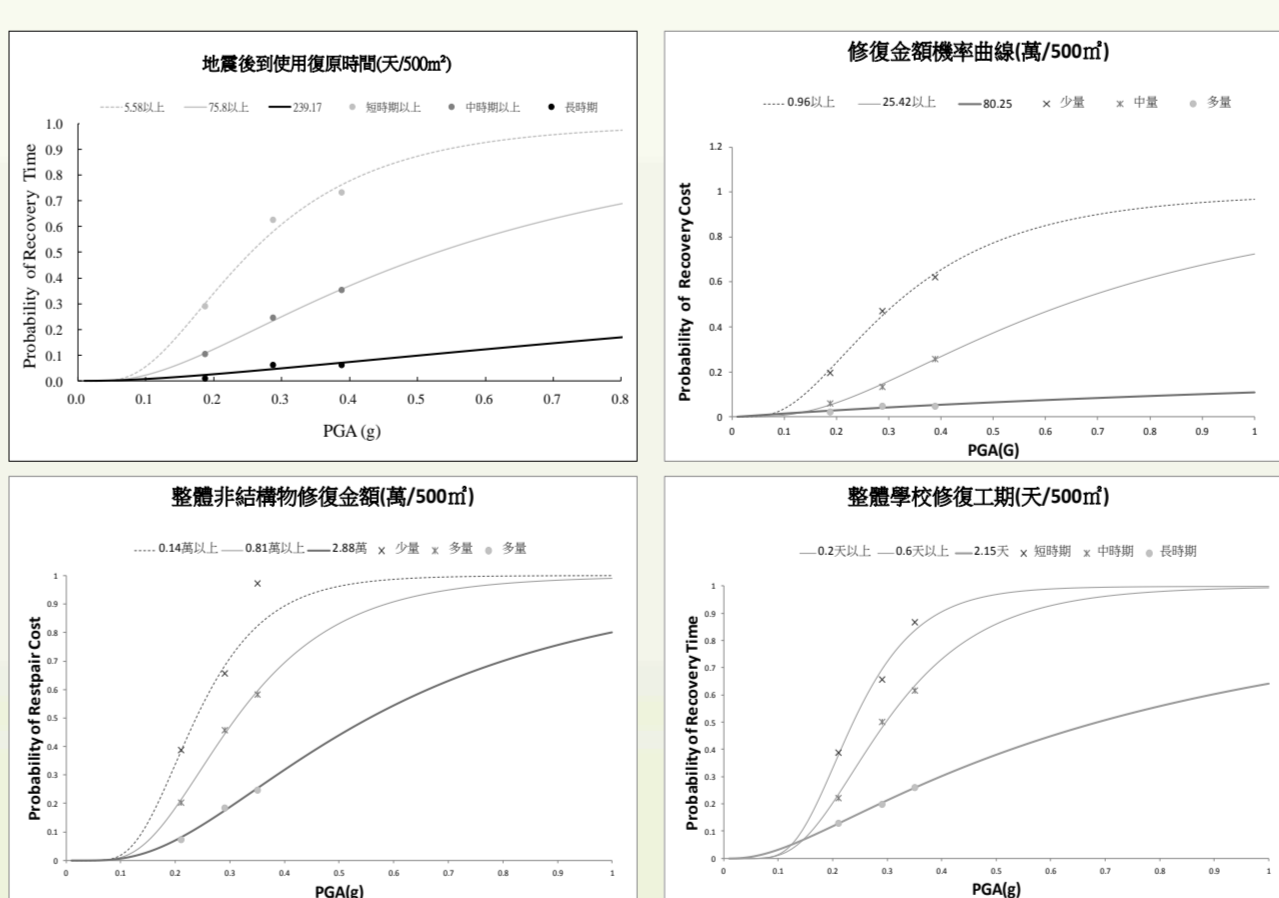 地震後到使用復原時間(天/500m²)
5.58以上 75.8以上 239.17 短時期以上 中時期以上 長時期
Probability of Recovery Time
1.0
0.9
0.8
0.7
0.6
0.5
0.4
0.3
0.2
0.1
0.0
0.0 0.1 0.2 0.3 0.4 0.5 0.6 0.7 0.8
PGA (g)
修復金額機率曲線(萬/500㎡)
0.96以上 25.42以上 80.25 少量 中量 多量
Probability of Recovery Cost
1.2
1
0.8
0.6
0.4
0.2
0
0 0.1 0.2 0.3 0.4 0.5 0.6 0.7 0.8 0.9 1
PGA(G)
整體非結構物修復金額(萬/500㎡)
0.14萬以上 0.81萬以上 2.88萬 少量 多量 多量
Probability of Restpair Cost
1
0.9
0.8
0.7
0.6
0.5
0.4
0.3
0.2
0.1
0
0 0.1 0.2 0.3 0.4 0.5 0.6 0.7 0.8 0.9 1
PGA(g)
整體學校修復工期(天/500㎡)
0.2天以上 0.6天以上 2.15天 短時期 中時期 長時期
Probability of Recovery Time
1
0.9
0.8
0.7
0.6
0.5
0.4
0.3
0.2
0.1
0
0 0.1 0.2 0.3 0.4 0.5 0.6 0.7 0.8 0.9 1
PGA(g)